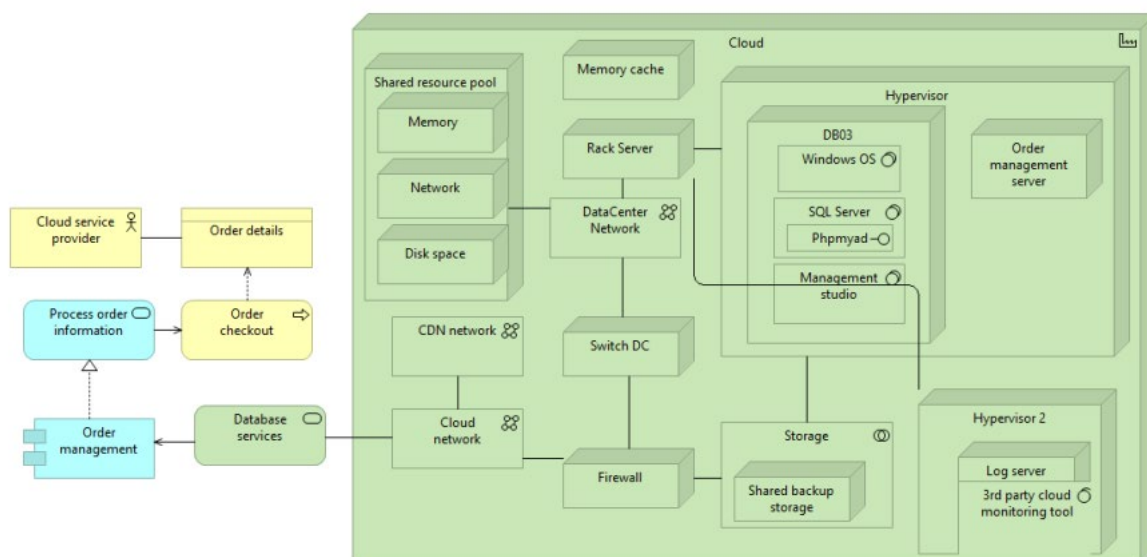 Cloud
Shared resource pool
Memory
Network
Disk space
Memory cache
Rack Server
DataCenter
Network
Hypervisor
DB03
Windows OS
SQL Server
Phpmyad
Management
studio
Order
management
server
Cloud service
provider
Order details
Process order
information
Order
checkout
CDN network
Switch DC
Order
management
Database
services
Cloud
network
Firewall
Storage
Shared backup
storage
Hypervisor 2
Log server
3rd party cloud
monitoring tool